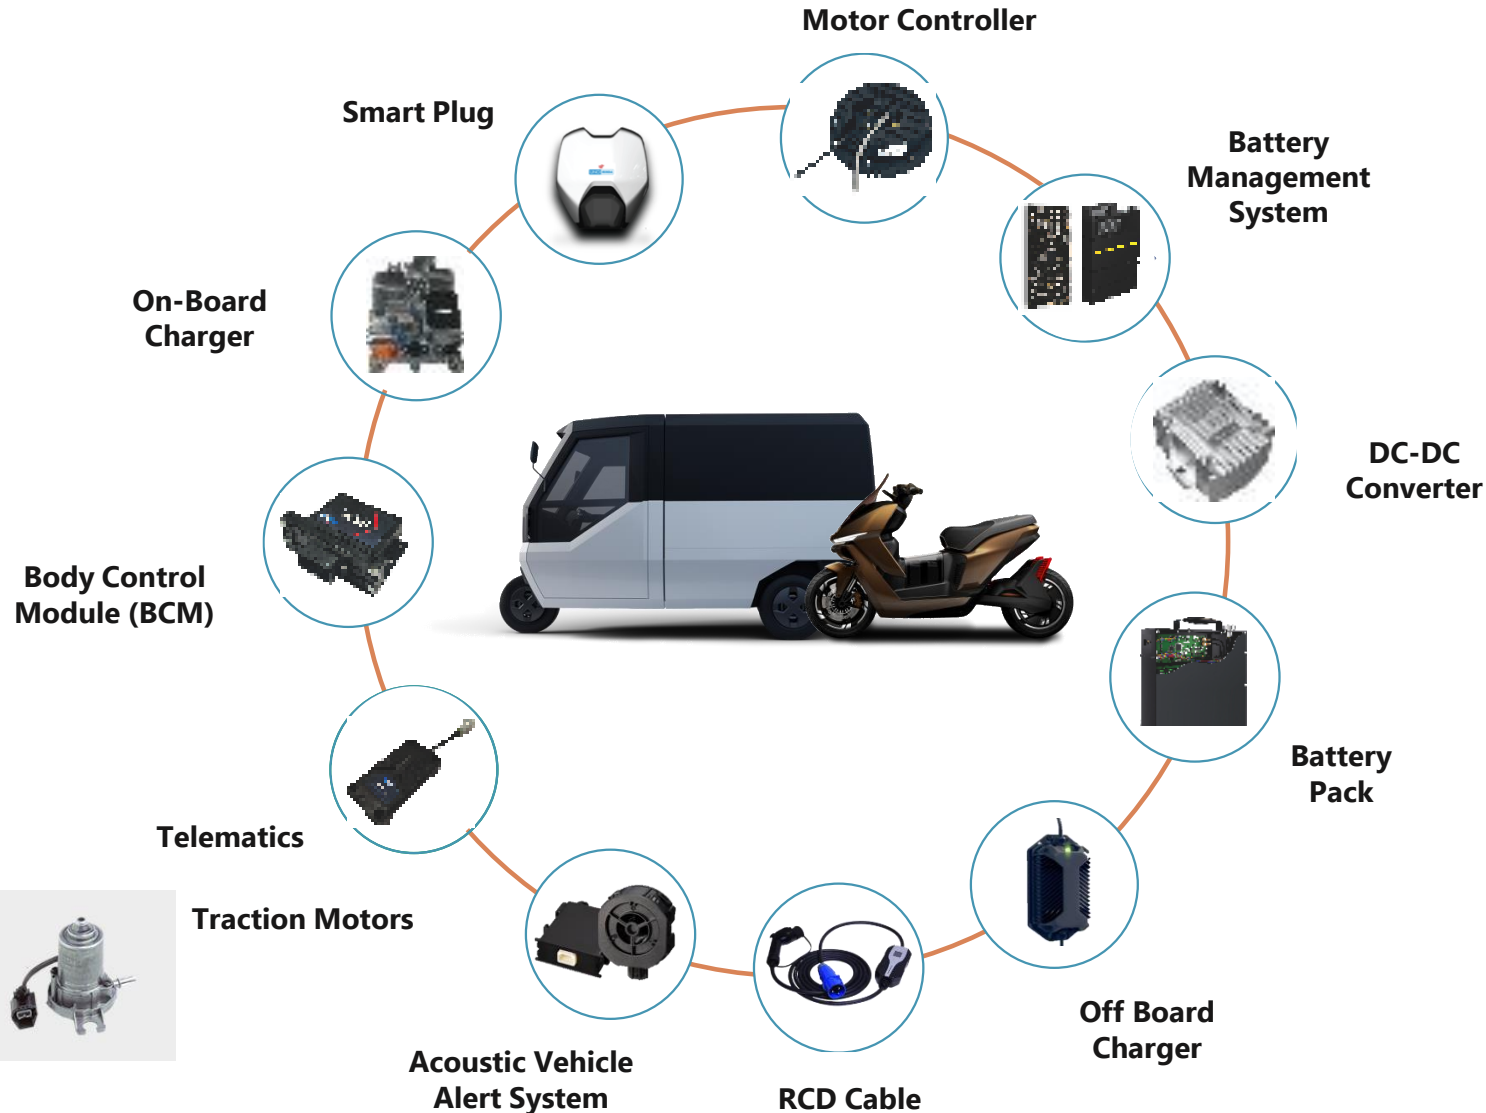 Motor Controller
Smart Plug
Battery
Management
System
On-Board
Charger
DC-DC
Converter
Body Control
Module (BCM)
Battery
Pack
Telematics
Traction Motors
Off Board
Charger
Acoustic Vehicle
Alert System
RCD Cable